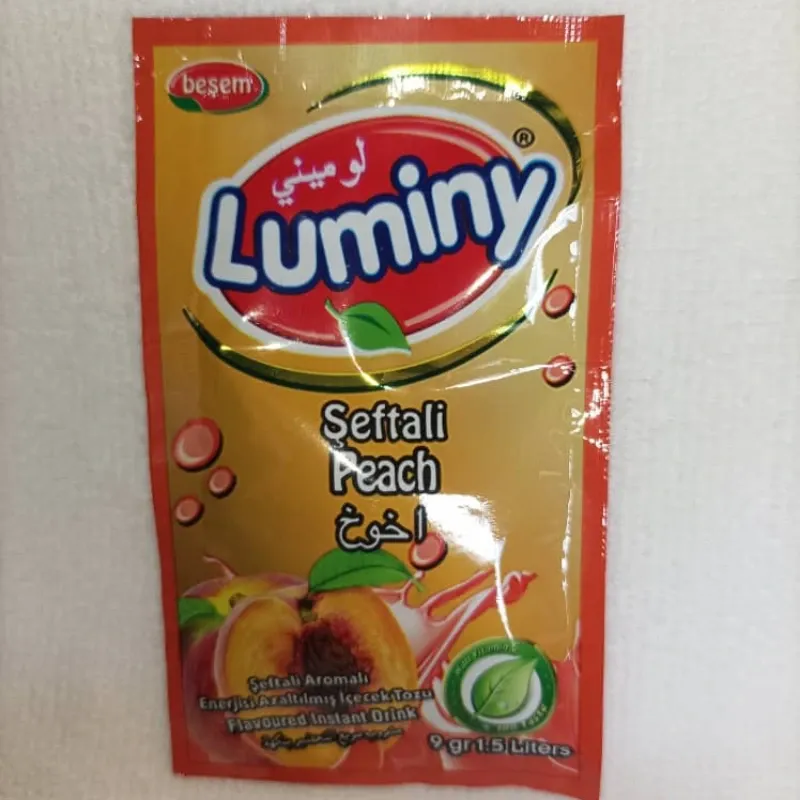 beşem
®
لوميني
Luminy
Şeftali
Peach
اخوخ
Şeftali Aromalı
Enerjisi Azaltılmış İçecek Tozu
Flavoured Instant Drink
9 gr 1.5 Liters